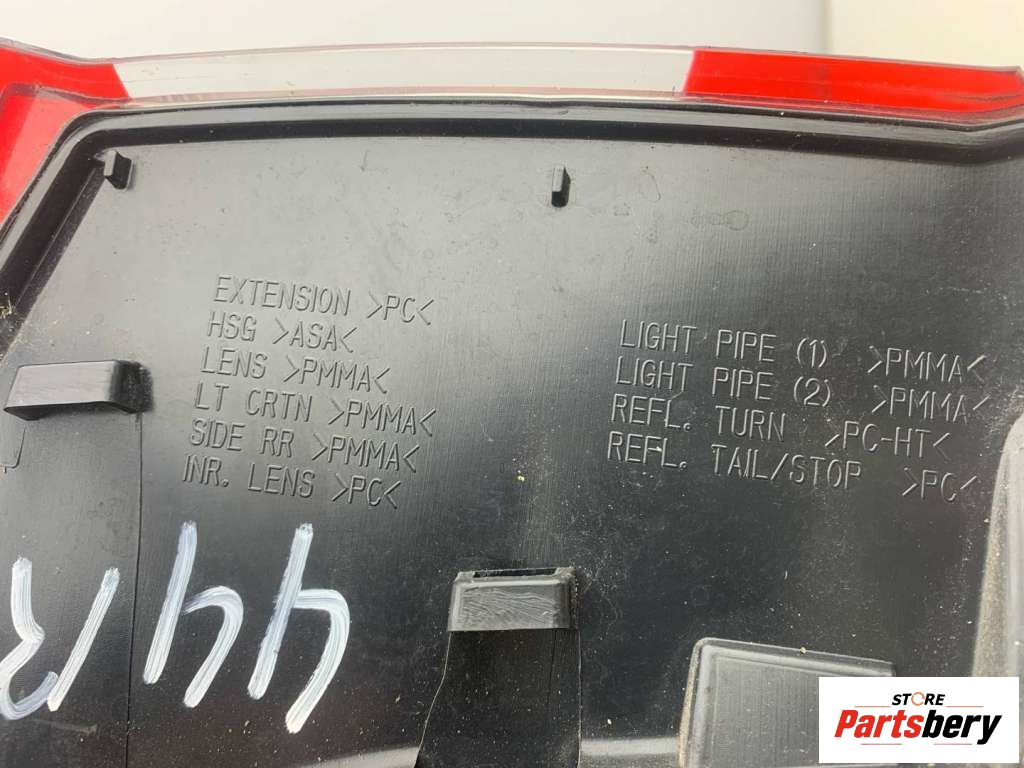 EXTENSION >PC<
HSG >ASA<
LENS >PMMA<
LT CRTN >PMMA<
SIDE RR >PMMA<
INR. LENS >PC<
LIGHT PIPE (1) >PMMA<
LIGHT PIPE (2) >PMMA<
REFL. TURN >PC-HT<
REFL. TAIL/STOP >PC<
STORE
Partsbery